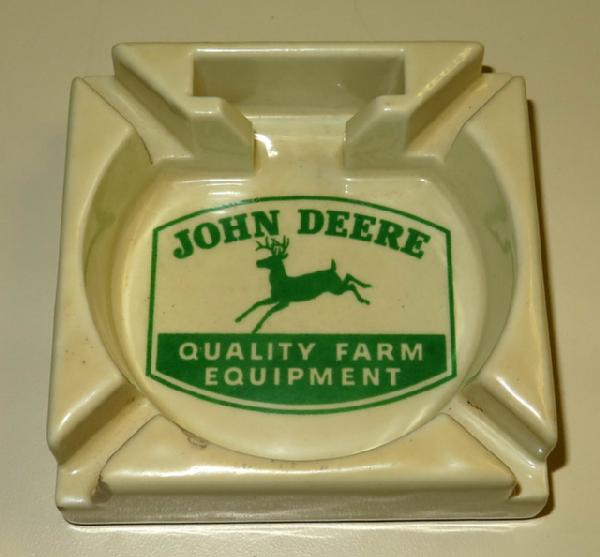 JOHN DEERE
QUALITY FARM
EQUIPMENT